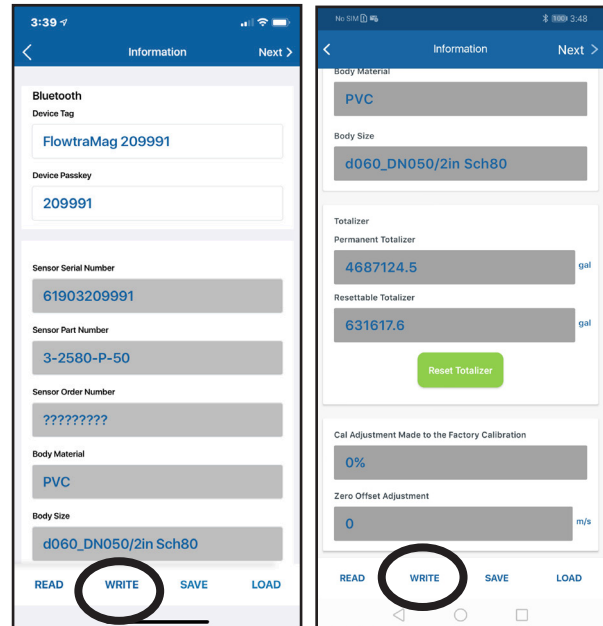 3:39
Information
Next >
Bluetooth
Device Tag
FlowtraMag 209991
Device Passkey
209991
Sensor Serial Number
61903209991
Sensor Part Number
3-2580-P-50
Sensor Order Number
?????????
Body Material
PVC
Body Size
d060_DN050/2in Sch80
READ WRITE SAVE LOAD
No SIM 100 3:48
Information
Next >
Body Material
PVC
Body Size
d060_DN050/2in Sch80
Totalizer
Permanent Totalizer
4687124.5 gal
Resettable Totalizer
631617.6 gal
Reset Totalizer
Cal Adjustment Made to the Factory Calibration
0%
Zero Offset Adjustment
0 m/s
READ WRITE SAVE LOAD